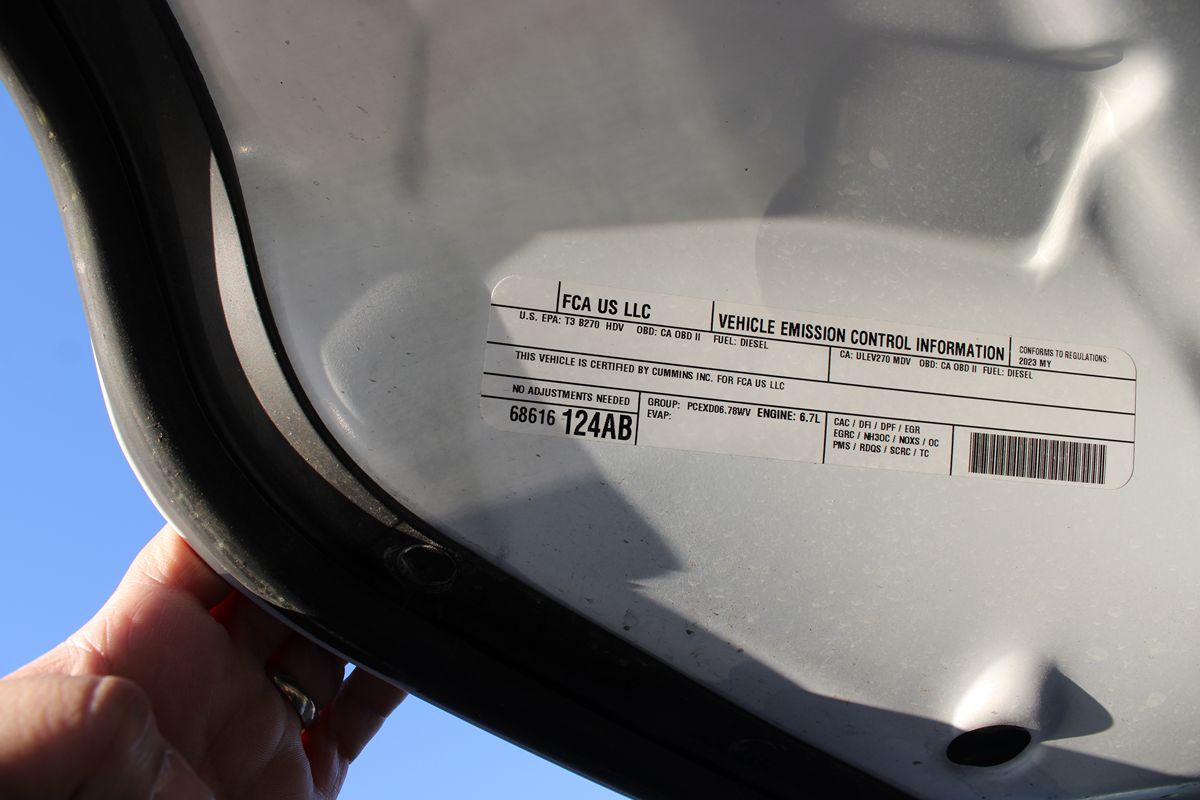 FCA US LLC
VEHICLE EMISSION CONTROL INFORMATION
CONFORMS TO REGULATIONS:
2023 MY
U.S. EPA: T3 B270 HDV OBD: CA OBD II FUEL: DIESEL
CA: ULEV270 MDV OBD: CA OBD II FUEL: DIESEL
THIS VEHICLE IS CERTIFIED BY CUMMINS INC. FOR FCA US LLC
NO ADJUSTMENTS NEEDED
68616 124AB
GROUP: PCEXD06.78WV ENGINE: 6.7L
EVAP:
CAC / DFI / DPF / EGR
EGRC / NH3OC / NOXS / OC
PMS / RDQS / SCRC / TC